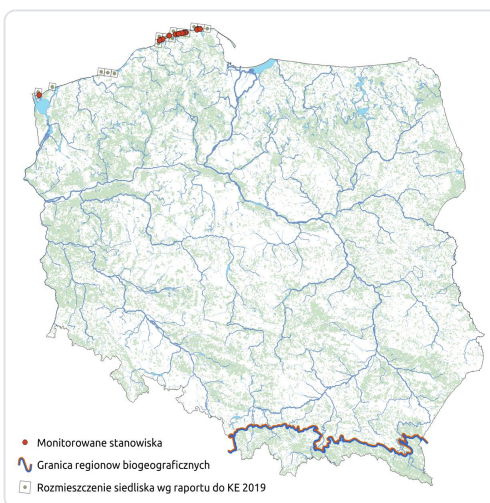 Monitorowane stanowiska
Granica regionow biogeograficznych
Rozmieszczenie siedliska wg raportu do KE 2019